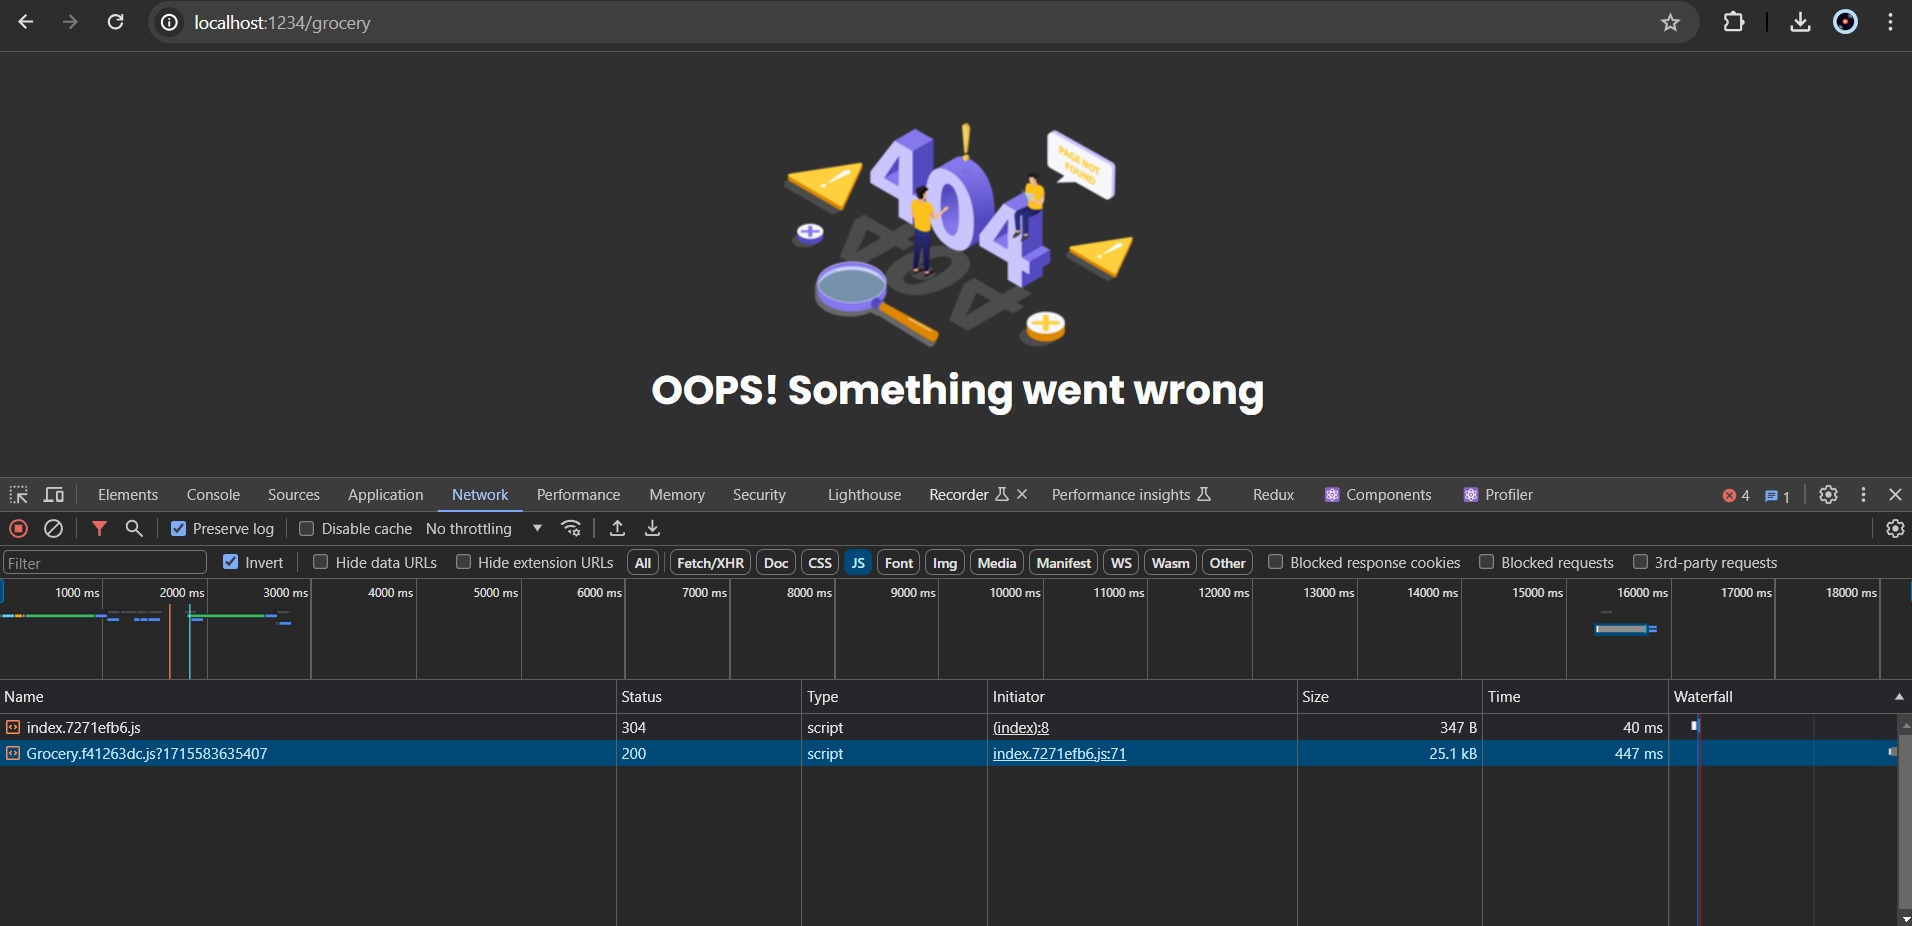 localhost:1234/grocery
404
PAGE NOT
FOUND
OOPS! Something went wrong
Elements Console Sources Application Network Performance Memory Security Lighthouse Recorder Performance insights Redux Components Profiler 4 1
Preserve log Disable cache No throttling
Filter Invert Hide data URLs Hide extension URLs All Fetch/XHR Doc CSS JS Font Img Media Manifest WS Wasm Other Blocked response cookies Blocked requests 3rd-party requests
1000 ms 2000 ms 3000 ms 4000 ms 5000 ms 6000 ms 7000 ms 8000 ms 9000 ms 10000 ms 11000 ms 12000 ms 13000 ms 14000 ms 15000 ms 16000 ms 17000 ms 18000 ms
Name Status Type Initiator Size Time Waterfall
index.7271efb6.js 304 script (index):8 347 B 40 ms
Grocery.f41263dc.js?1715583635407 200 script index.7271efb6.js:71 25.1 kB 447 ms